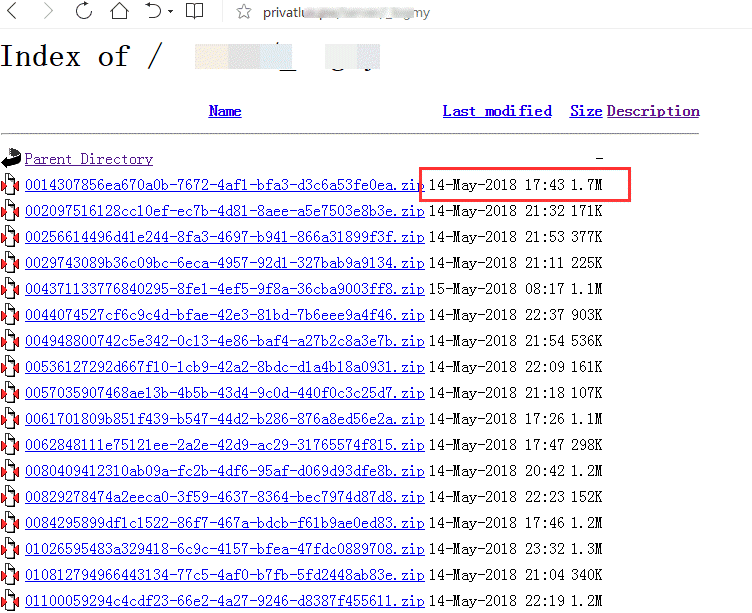 privatlu my
Index of /
Name Last modified Size Description
Parent Directory -
0014307856ea670a0b-7672-4af1-bfa3-d3c6a53fe0ea.zip 14-May-2018 17:43 1.7M
002097516128cc10ef-ec7b-4d81-8aee-a5e7503e8b3e.zip 14-May-2018 21:32 171K
00256614496d41e244-8fa3-4697-b941-866a31899f3f.zip 14-May-2018 21:53 377K
0029743089b36c09bc-6eca-4957-92d1-327bab9a9134.zip 14-May-2018 21:11 225K
004371133776840295-8fe1-4ef5-9f8a-36cba9003ff8.zip 15-May-2018 08:17 1.1M
0044074527cf6c9c4d-bfae-42e3-81bd-7b6eee9a4f46.zip 14-May-2018 22:37 903K
004948800742c5e342-0c13-4e86-baf4-a27b2c8a3e7b.zip 14-May-2018 21:54 536K
00536127292d667f10-1cb9-42a2-8bdc-d1a4b18a0931.zip 14-May-2018 22:09 161K
0057035907468ae13b-4b5b-43d4-9c0d-440f0c3c25d7.zip 14-May-2018 21:18 107K
0061701809b851f439-b547-44d2-b286-876a8ed56e2a.zip 14-May-2018 17:26 1.1M
0062848111e75121ee-2a2e-42d9-ac29-31765574f815.zip 14-May-2018 17:47 298K
0080409412310ab09a-fc2b-4df6-95af-d069d93dfe8b.zip 14-May-2018 20:42 1.2M
00829278474a2eeca0-3f59-4637-8364-bec7974d87d8.zip 14-May-2018 22:23 152K
0084295899df1c1522-86f7-467a-bdcb-f61b9ae0ed83.zip 14-May-2018 17:46 1.2M
01026595483a329418-6c9c-4157-bfea-47fdc0889708.zip 14-May-2018 23:32 1.3M
010812794966443134-77c5-4af0-b7fb-5fd2448ab83e.zip 14-May-2018 21:04 340K
01100059294c4cdf23-66e2-4a27-9246-d8387f455611.zip 14-May-2018 22:19 1.2M